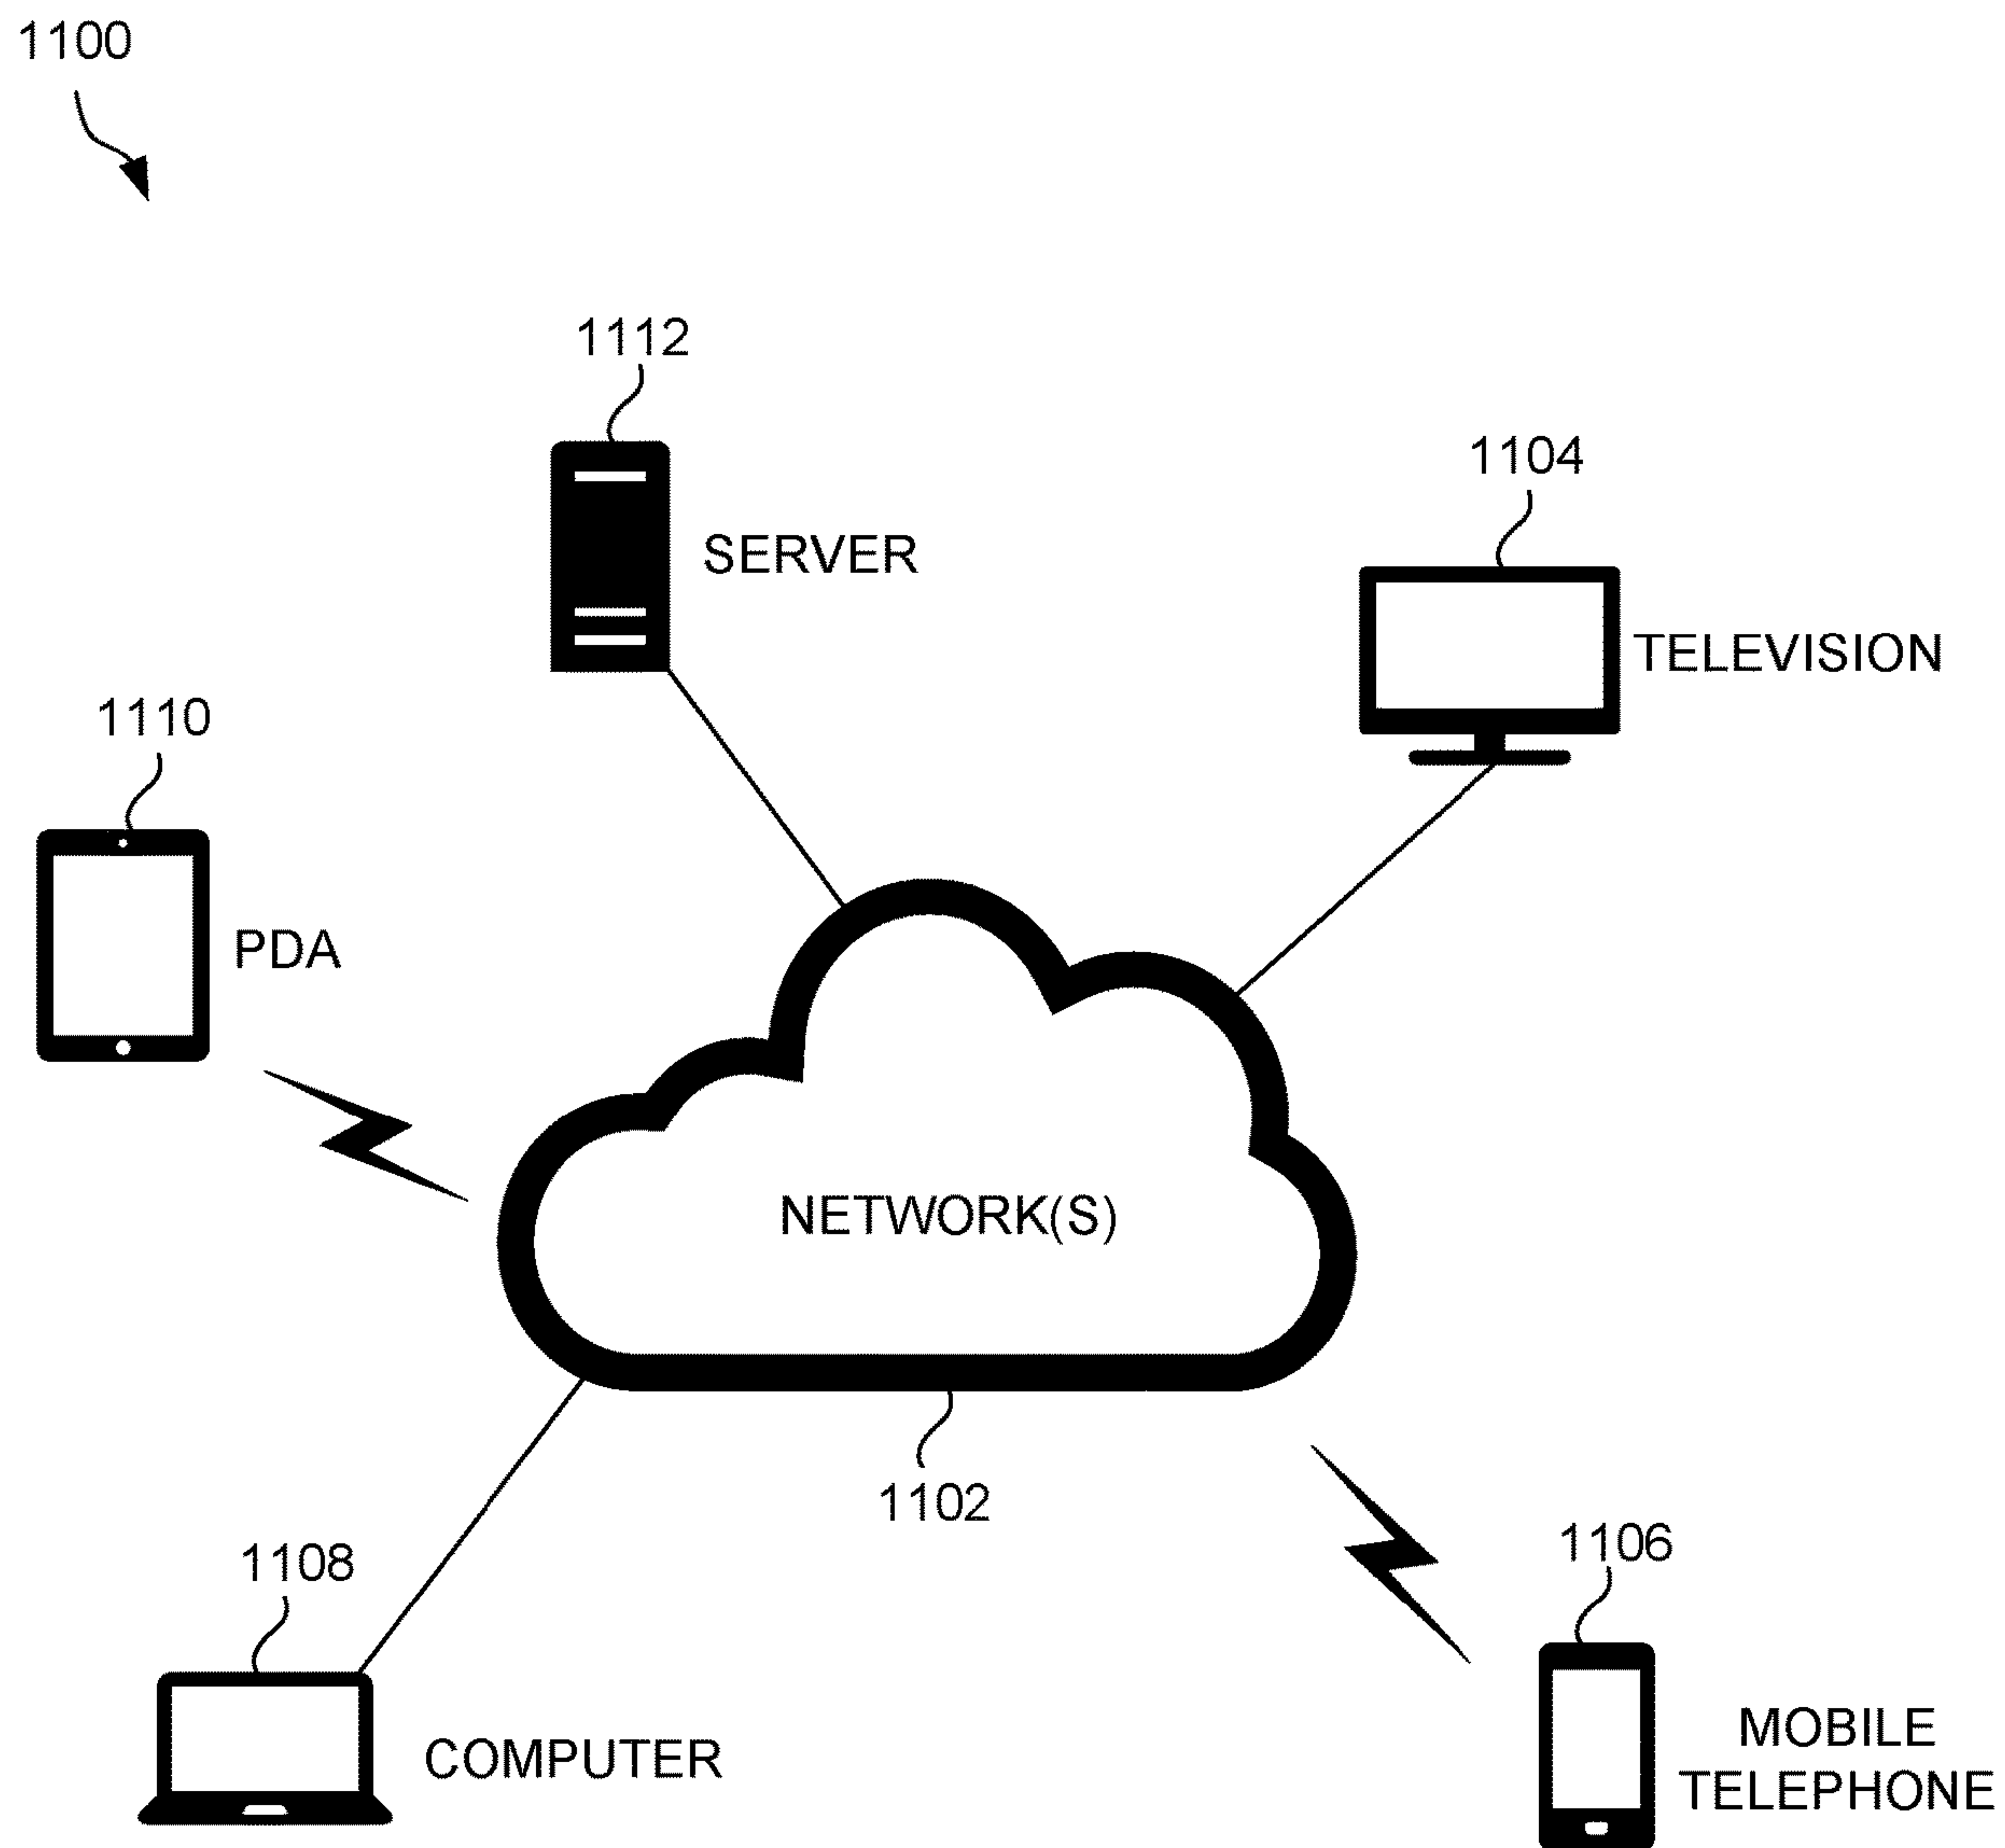 1100
1112
SERVER
1104
TELEVISION
1110
PDA
NETWORK(S)
1102
1108
COMPUTER
1106
MOBILE
TELEPHONE